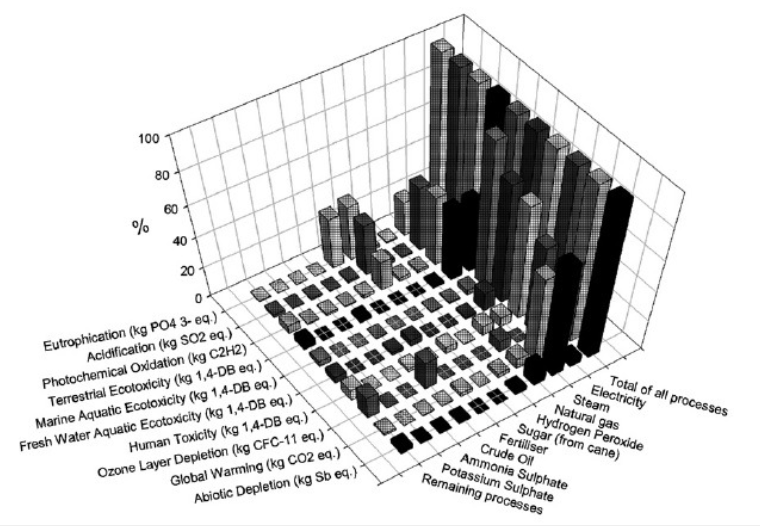 100
80
60
40
20
0
%
Eutrophication (kg PO4 3- eq.)
Acidification (kg SO2 eq.)
Photochemical Oxidation (kg C2H2)
Terrestrial Ecotoxicity (kg 1,4-DB eq.)
Marine Aquatic Ecotoxicity (kg 1,4-DB eq.)
Fresh Water Aquatic Ecotoxicity (kg 1,4-DB eq.)
Human Toxicity (kg 1,4-DB eq.)
Ozone Layer Depletion (kg CFC-11 eq.)
Global Warming (kg CO2 eq.)
Abiotic Depletion (kg Sb eq.)
Total of all processes
Electricity
Steam
Natural gas
Hydrogen Peroxide
Sugar (from cane)
Fertiliser
Crude Oil
Ammonia Sulphate
Potassium Sulphate
Remaining processes